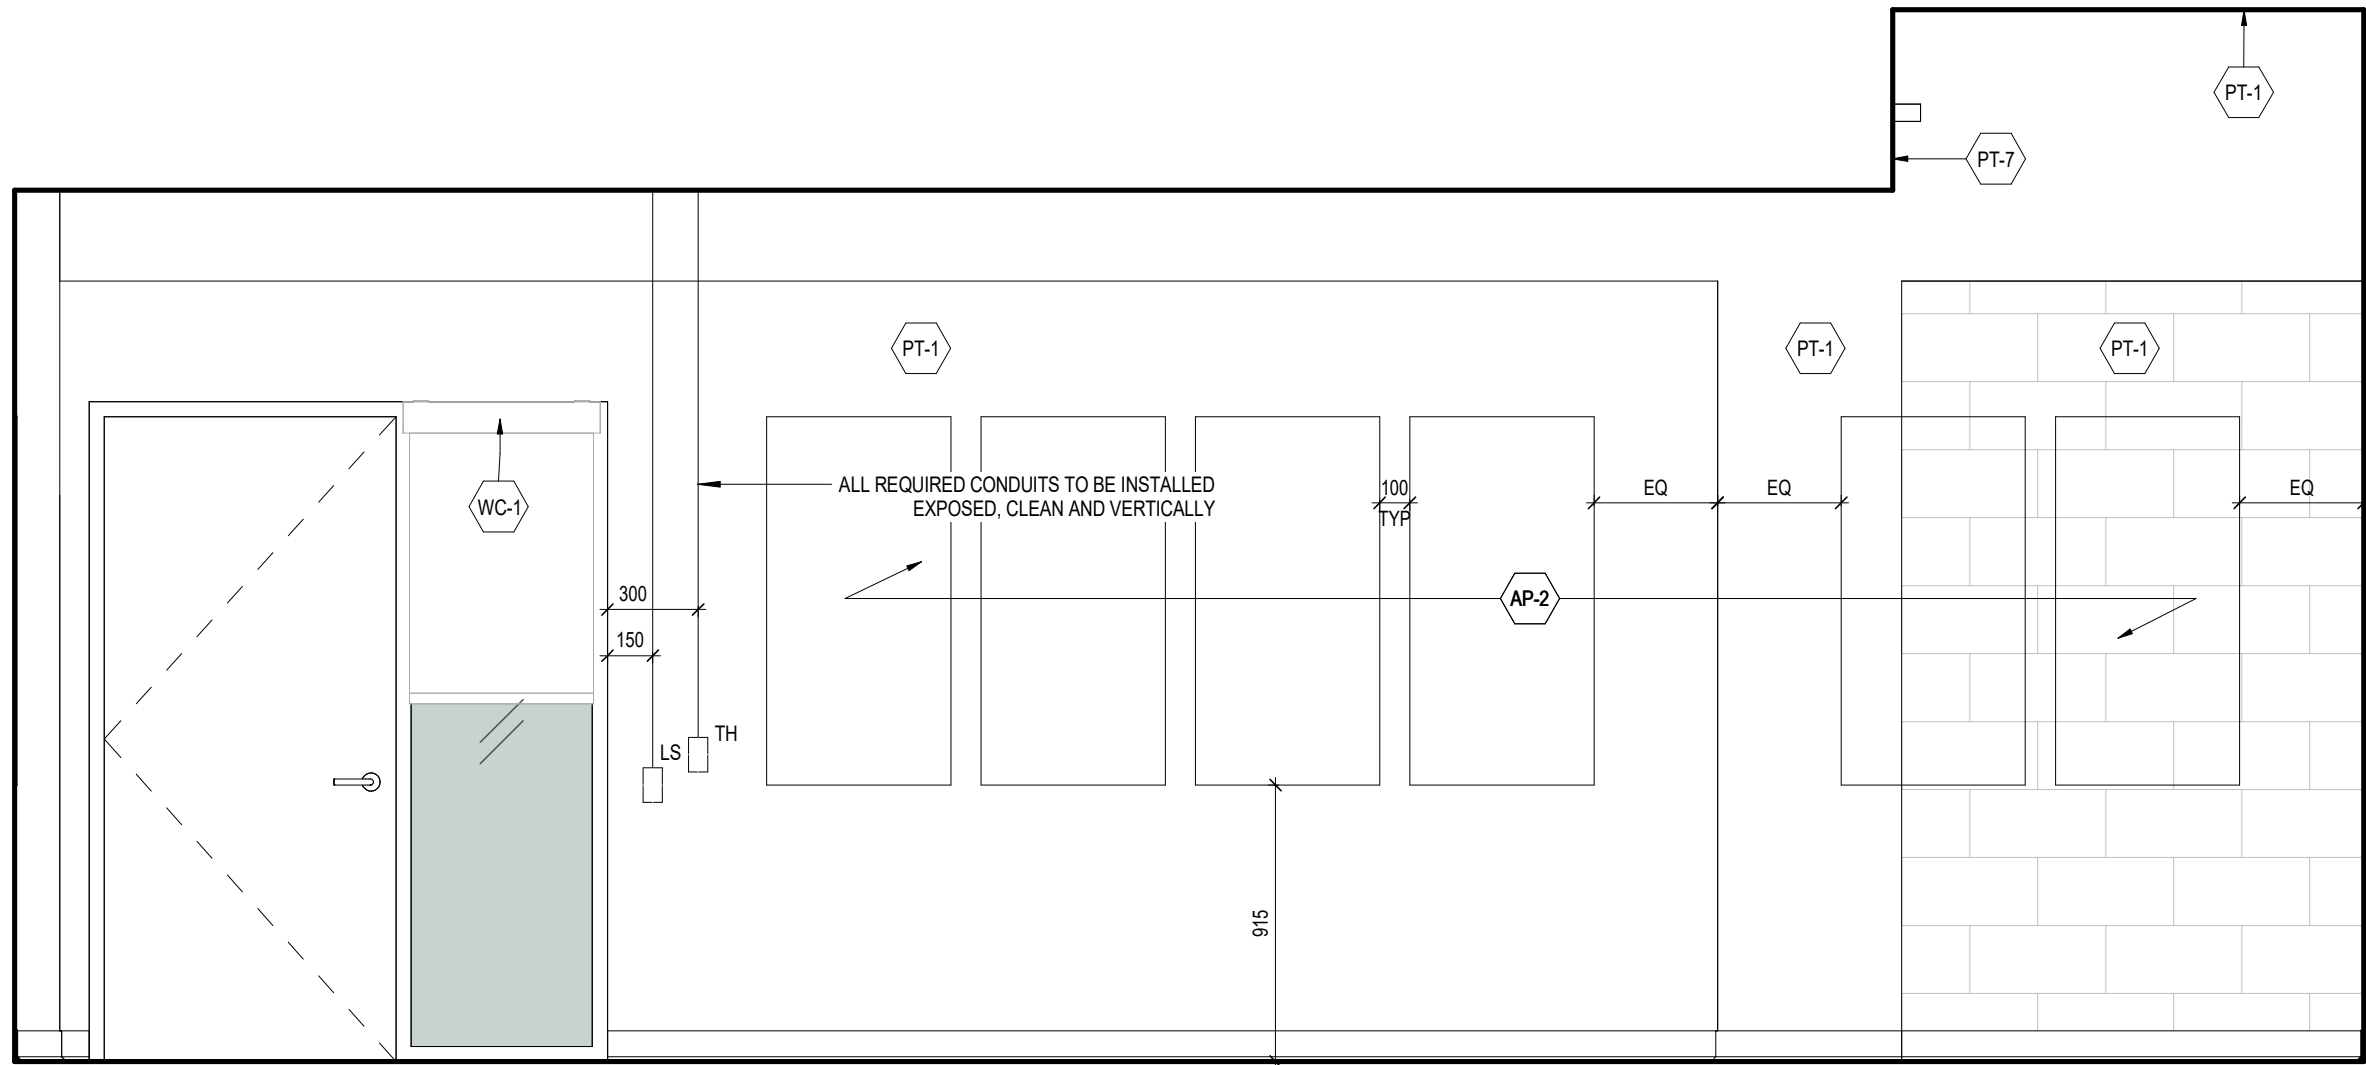 PT-1
PT-7
PT-1
PT-1
PT-1
WC-1
ALL REQUIRED CONDUITS TO BE INSTALLED
EXPOSED, CLEAN AND VERTICALLY
100
TYP
EQ
EQ
EQ
300
AP-2
150
TH
LS
915